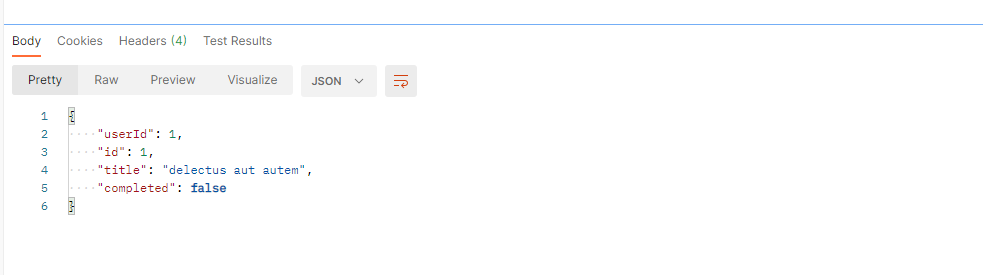 Body Cookies Headers (4) Test Results
Pretty Raw Preview Visualize JSON
1 {
2 "userId": 1,
3 "id": 1,
4 "title": "delectus aut autem",
5 "completed": false
6 }